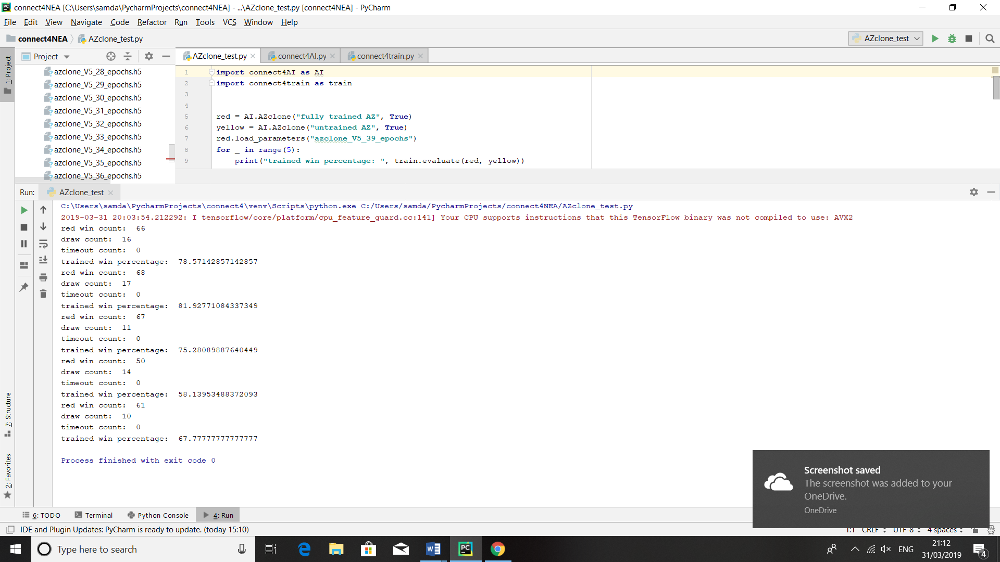 connect4NEA [C:\Users\samda\PycharmProjects\connect4NEA] - ...\AZclone_test.py [connect4NEA] - PyCharm
File Edit View Navigate Code Refactor Run Tools VCS Window Help
connect4NEA AZclone_test.py AZclone_test
Project AZclone_test.py connect4AI.py connect4train.py
1: Project
azclone_V5_28_epochs.h5
azclone_V5_29_epochs.h5
azclone_V5_30_epochs.h5
azclone_V5_31_epochs.h5
azclone_V5_32_epochs.h5
azclone_V5_33_epochs.h5
azclone_V5_34_epochs.h5
azclone_V5_35_epochs.h5
azclone_V5_36_epochs.h5
1 import connect4AI as AI
2 import connect4train as train
3
4
5 red = AI.AZclone("fully trained AZ", True)
6 yellow = AI.AZclone("untrained AZ", True)
7 red.load_parameters("azclone_V5_39_epochs")
8 for _ in range(5):
9 print("trained win percentage: ", train.evaluate(red, yellow))
Run: AZclone_test
C:\Users\samda\PycharmProjects\connect4\venv\Scripts\python.exe C:/Users/samda/PycharmProjects/connect4NEA/AZclone_test.py
2019-03-31 20:03:54.212292: I tensorflow/core/platform/cpu_feature_guard.cc:141] Your CPU supports instructions that this TensorFlow binary was not compiled to use: AVX2
red win count:  66
draw count:  16
timeout count:  0
trained win percentage:  78.57142857142857
red win count:  68
draw count:  17
timeout count:  0
trained win percentage:  81.92771084337349
red win count:  67
draw count:  11
timeout count:  0
trained win percentage:  75.28089887640449
red win count:  50
draw count:  14
timeout count:  0
trained win percentage:  58.13953488372093
red win count:  61
draw count:  10
timeout count:  0
trained win percentage:  67.77777777777777
Process finished with exit code 0
7: Structure
2: Favorites
Screenshot saved
The screenshot was added to your
OneDrive.
OneDrive
6: TODO Terminal Python Console 4: Run
IDE and Plugin Updates: PyCharm is ready to update. (today 15:10) 1:1 CRLF UTF-8 4 spaces
Type here to search
ENG
21:12
31/03/2019
4